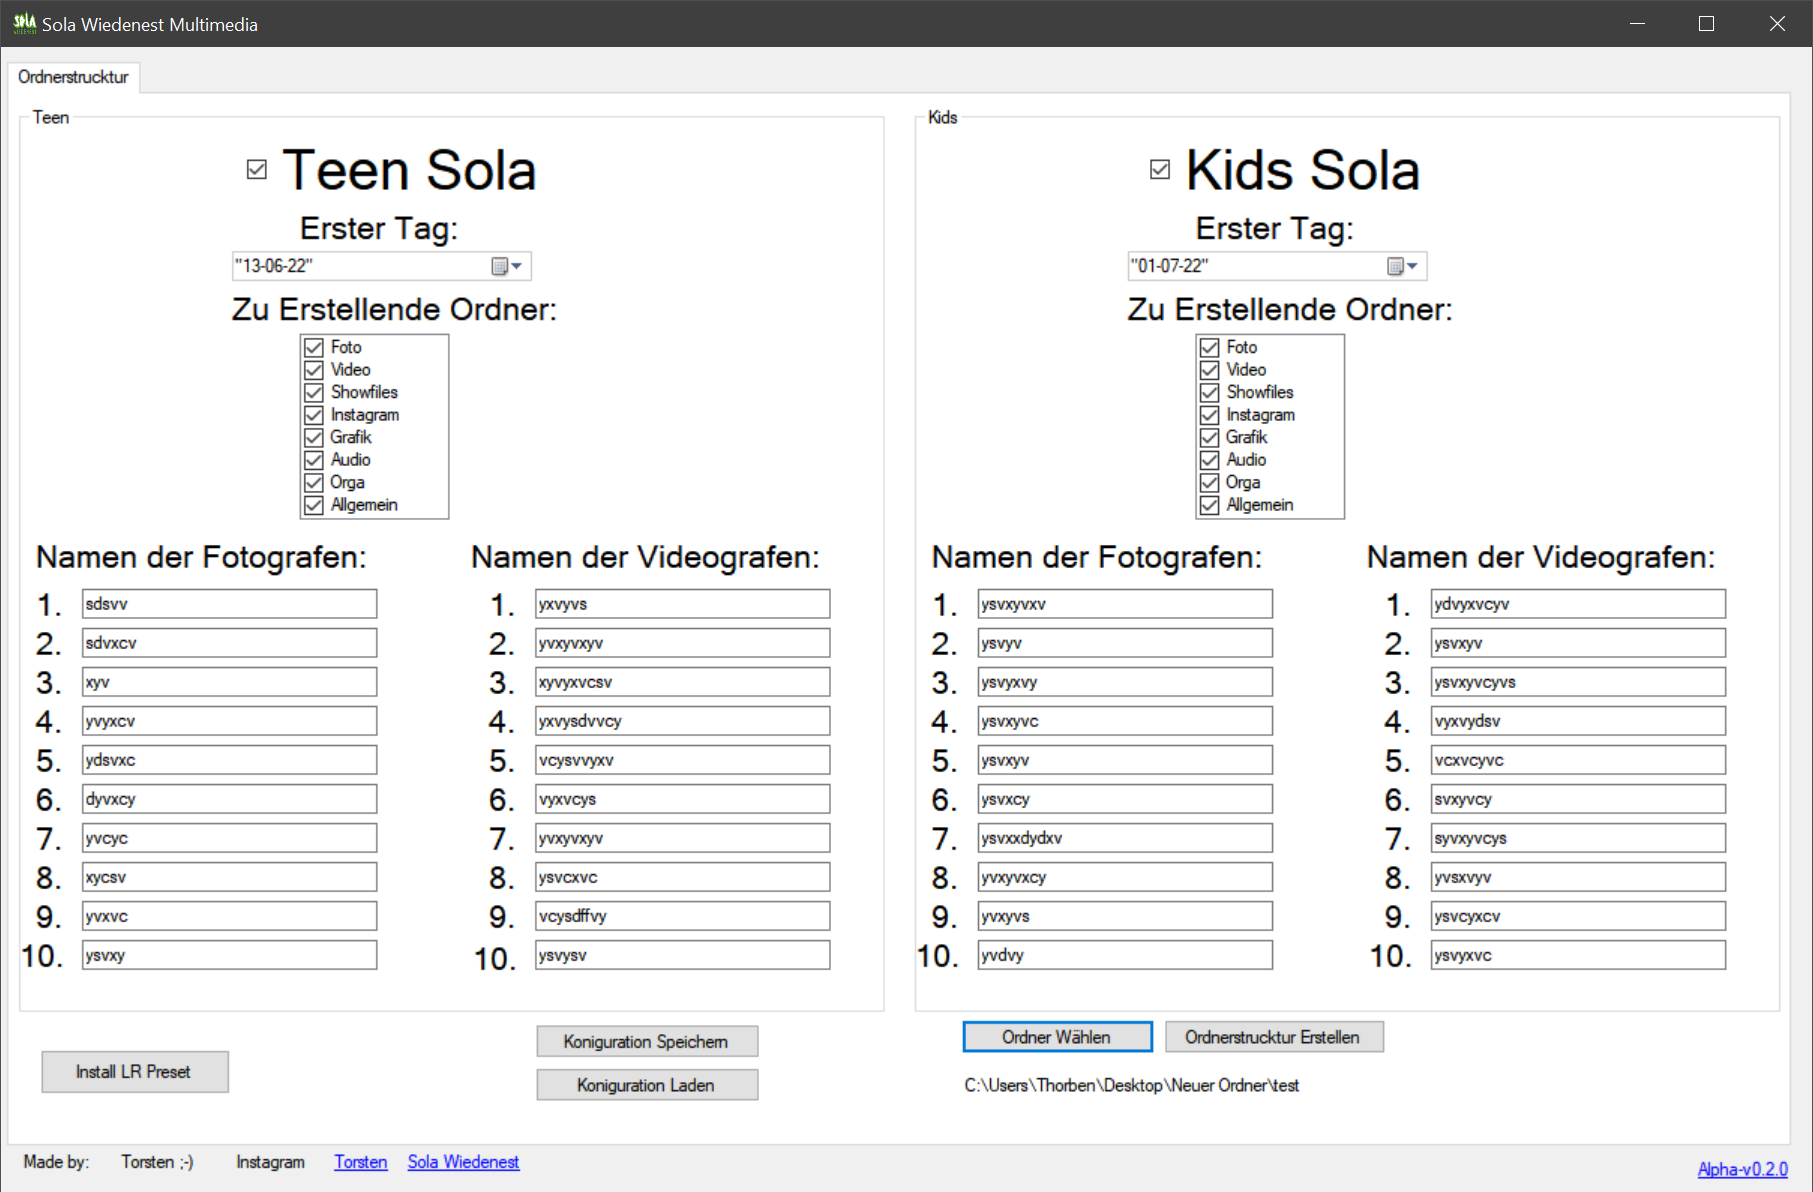 SOLA Sola Wiedenest Multimedia
Ordnerstrucktur
Teen
Teen Sola
Erster Tag:
"13-06-22"
Zu Erstellende Ordner:
Foto
Video
Showfiles
Instagram
Grafik
Audio
Orga
Allgemein
Namen der Fotografen:
1. sdsvv
2. sdvxcv
3. xyv
4. yvyxcv
5. ydsvxc
6. dyvxcy
7. yvcyc
8. xycsv
9. yvxvc
10. ysvxy
Namen der Videografen:
1. yxvyvs
2. yvxyvxyv
3. xyvyxvcsv
4. yxvysdvvcy
5. vcysvvyxv
6. vyxvcys
7. yvxyvxyv
8. ysvcxvc
9. vcysdffvy
10. ysvysv
Kids
Kids Sola
Erster Tag:
"01-07-22"
Zu Erstellende Ordner:
Foto
Video
Showfiles
Instagram
Grafik
Audio
Orga
Allgemein
Namen der Fotografen:
1. ysvxyvxv
2. ysvyv
3. ysvyxvy
4. ysvxyvc
5. ysvxyv
6. ysvxcy
7. ysvxxdydxv
8. yvxyvxcy
9. yvxyvs
10. yvdvy
Namen der Videografen:
1. ydvyxvcyv
2. ysvxyv
3. ysvxyvcyvs
4. vyxvydsv
5. vcxvcyvc
6. svxyvcy
7. syvxyvcys
8. yvsxvyv
9. ysvcyxcv
10. ysvyxvc
Install LR Preset
Koniguration Speichern
Koniguration Laden
Ordner Wählen
Ordnerstrucktur Erstellen
C:\Users\Thorben\Desktop\Neuer Ordner\test
Made by: Torsten ;-) Instagram Torsten Sola Wiedenest
Alpha-v0.2.0